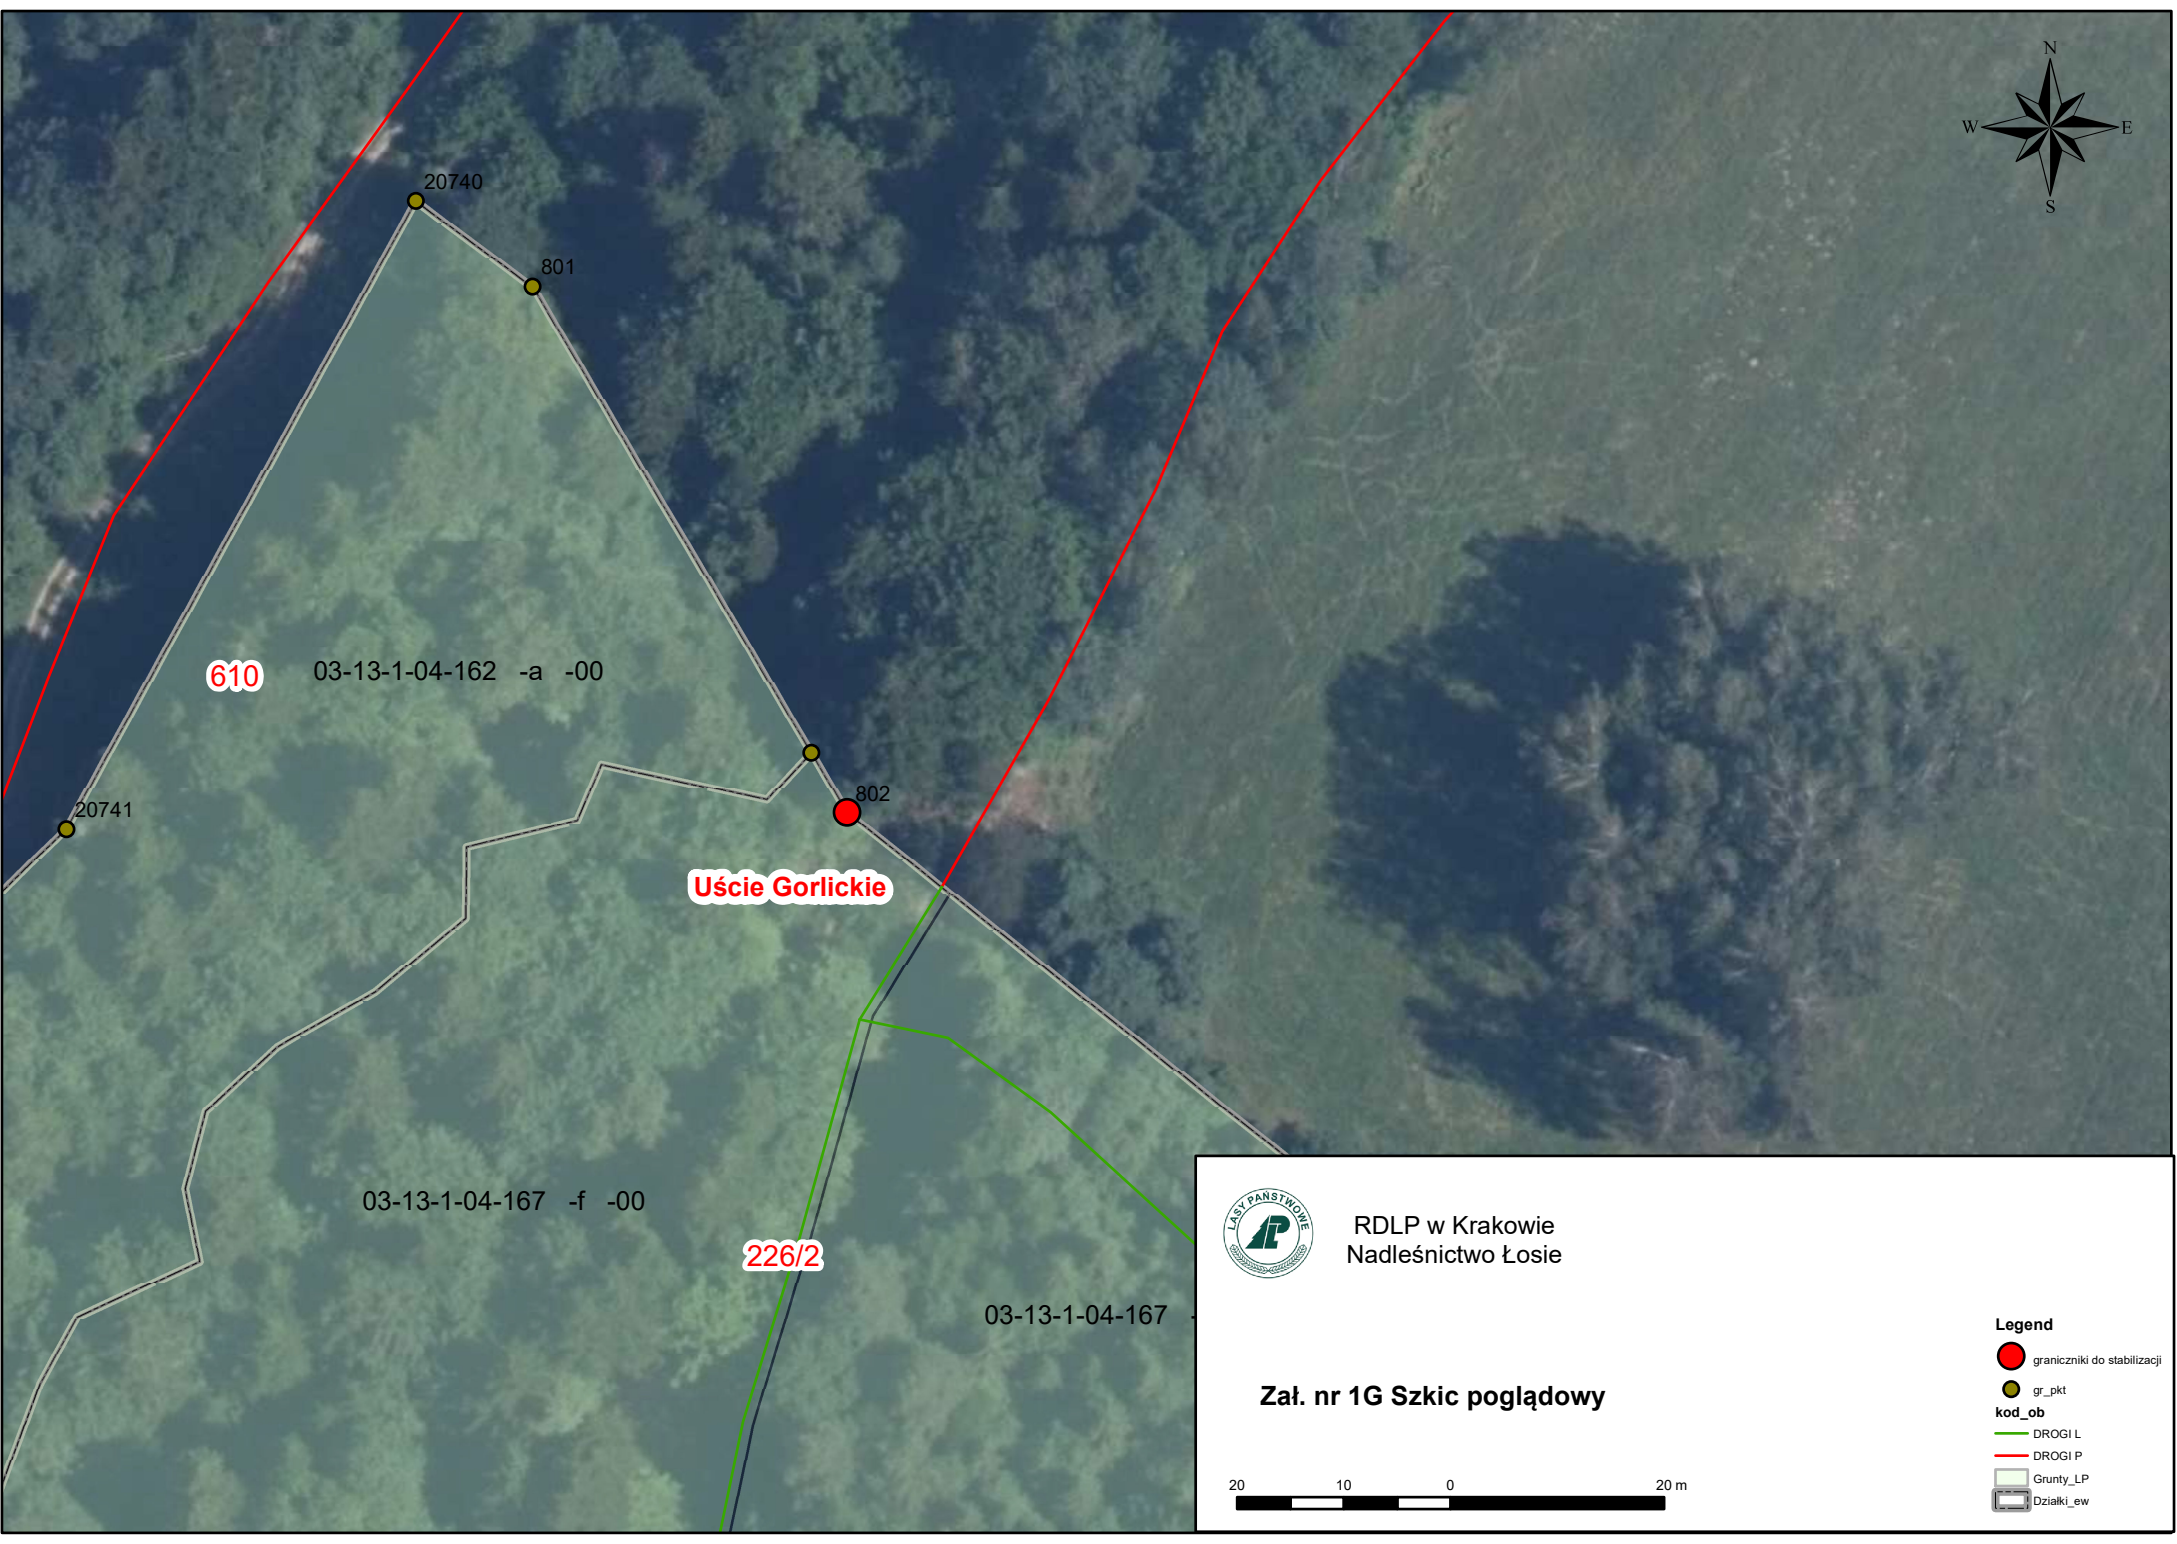 N
W E
S
20740
801
610
03-13-1-04-162 -a -00
20741
802
Uście Gorlickie
03-13-1-04-167 -f -00
226/2
03-13-1-04-167 -
LASY PAŃSTWOWE
LP
RDLP w Krakowie
Nadleśnictwo Łosie
Zał. nr 1G Szkic poglądowy
20 10 0 20 m
Legend
graniczniki do stabilizacji
gr_pkt
kod_ob
DROGI L
DROGI P
Grunty_LP
Działki_ew